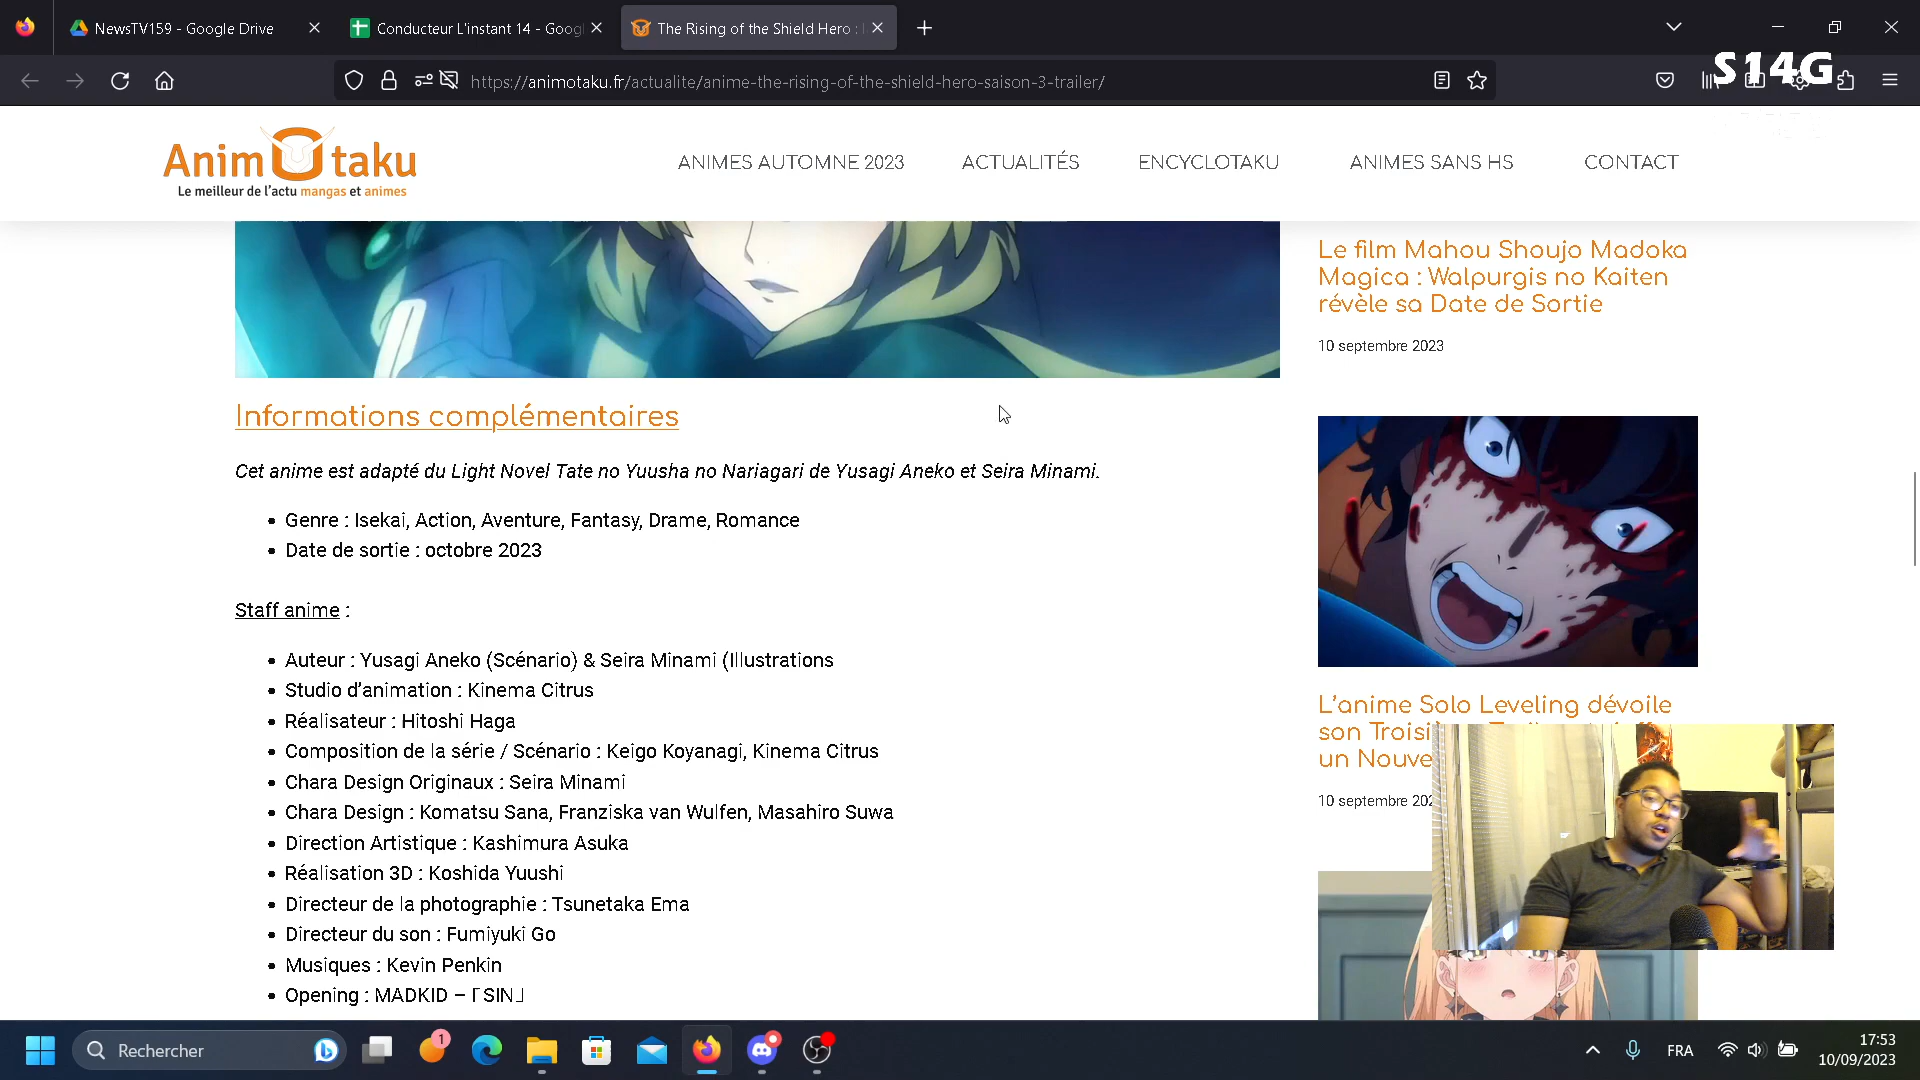 NewsTV159 - Google Drive
Conducteur L'instant 14 - Goog
The Rising of the Shield Hero :
https://animotaku.fr/actualite/anime-the-rising-of-the-shield-hero-saison-3-trailer/
S14G
AnimOtaku
Le meilleur de l'actu mangas et animes
ANIMES AUTOMNE 2023
ACTUALITÉS
ENCYCLOTAKU
ANIMES SANS HS
CONTACT
Informations complémentaires
Cet anime est adapté du Light Novel Tate no Yuusha no Nariagari de Yusagi Aneko et Seira Minami.
Genre : Isekai, Action, Aventure, Fantasy, Drame, Romance
Date de sortie : octobre 2023
Staff anime :
Auteur : Yusagi Aneko (Scénario) & Seira Minami (Illustrations
Studio d’animation : Kinema Citrus
Réalisateur : Hitoshi Haga
Composition de la série / Scénario : Keigo Koyanagi, Kinema Citrus
Chara Design Originaux : Seira Minami
Chara Design : Komatsu Sana, Franziska van Wulfen, Masahiro Suwa
Direction Artistique : Kashimura Asuka
Réalisation 3D : Koshida Yuushi
Directeur de la photographie : Tsunetaka Ema
Directeur du son : Fumiyuki Go
Musiques : Kevin Penkin
Opening : MADKID – 「SIN」
Le film Mahou Shoujo Madoka
Magica : Walpurgis no Kaiten
révèle sa Date de Sortie
10 septembre 2023
L’anime Solo Leveling dévoile
son Troisi
un Nouve
10 septembre 202
Rechercher
1
FRA
17:53
10/09/2023